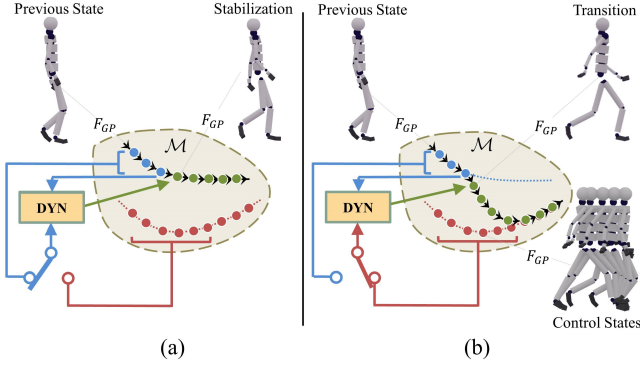 Previous State
Stabilization
F_GP
F_GP
ℳ
DYN
(a)
Previous State
Transition
F_GP
F_GP
ℳ
DYN
F_GP
Control States
(b)